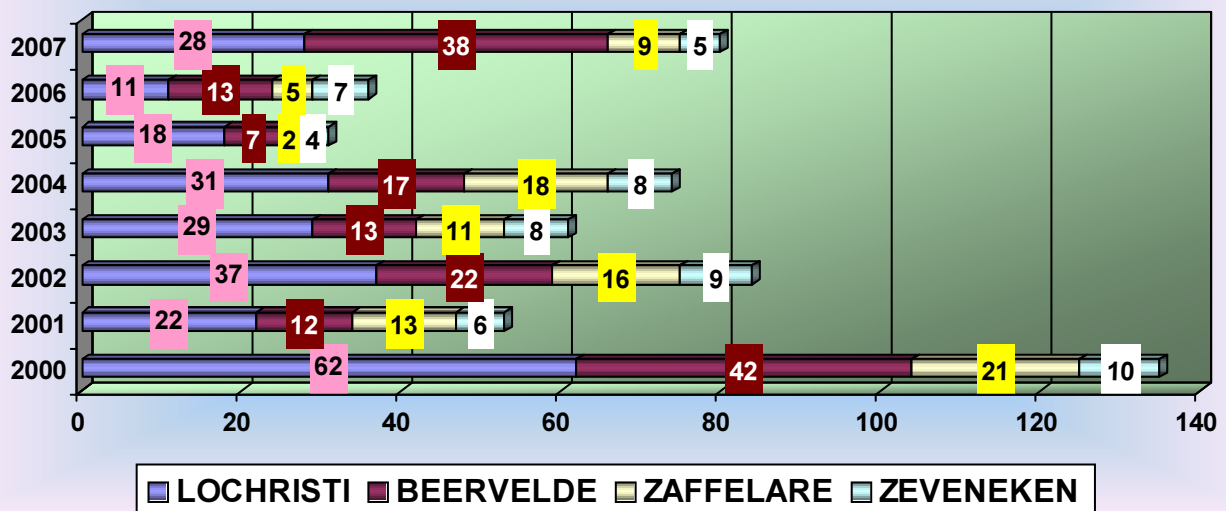 2007 28 38 9 5
2006 11 13 5 7
2005 18 7 2 4
2004 31 17 18 8
2003 29 13 11 8
2002 37 22 16 9
2001 22 12 13 6
2000 62 42 21 10
0 20 40 60 80 100 120 140
LOCHRISTI BEERVELDE ZAFFELARE ZEVENEKEN